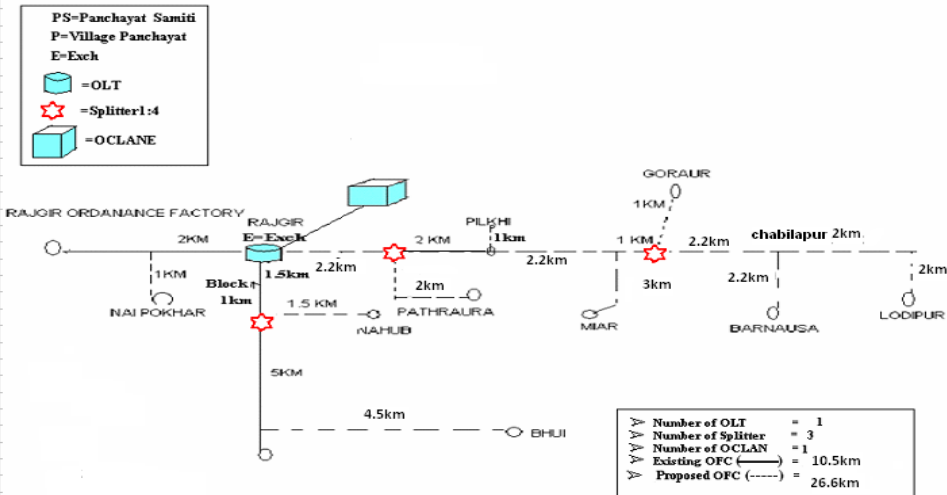 PS=Panchayat Samiti
P=Village Panchayat
E=Exch
=OLT
=Splitter1:4
=OCLANE
GORAUR
1KM
RAJGIR ORDANANCE FACTORY
RAJGIR
E=Exch
PILKHI
2KM
2 KM
1km
1 KM
2.2km
chabilapur 2km
2.2km
2.2km
1KM
1.5km
Block
1km
2km
3km
2.2km
2km
NAI POKHAR
1.5 KM
NAHUB
PATHRAURA
MIAR
BARNAUSA
LODIPUR
5KM
4.5km
BHUI
Number of OLT = 1
Number of Splitter = 3
Number of OCLAN =1
Existing OFC (———) = 10.5km
Proposed OFC (-----) = 26.6km